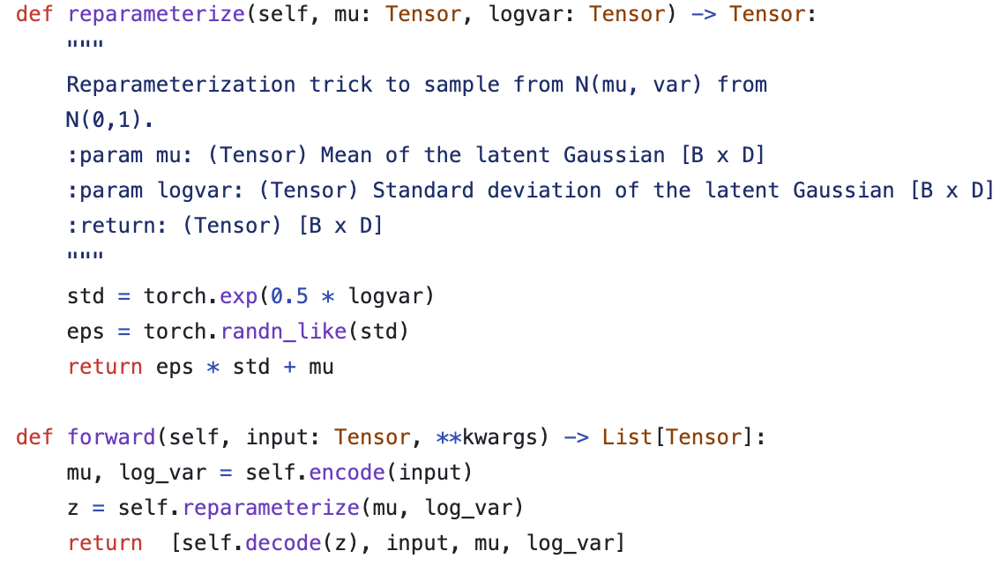 def reparameterize(self, mu: Tensor, logvar: Tensor) -> Tensor:
    """
    Reparameterization trick to sample from N(mu, var) from
    N(0,1).
    :param mu: (Tensor) Mean of the latent Gaussian [B x D]
    :param logvar: (Tensor) Standard deviation of the latent Gaussian [B x D]
    :return: (Tensor) [B x D]
    """
    std = torch.exp(0.5 * logvar)
    eps = torch.randn_like(std)
    return eps * std + mu

def forward(self, input: Tensor, **kwargs) -> List[Tensor]:
    mu, log_var = self.encode(input)
    z = self.reparameterize(mu, log_var)
    return  [self.decode(z), input, mu, log_var]